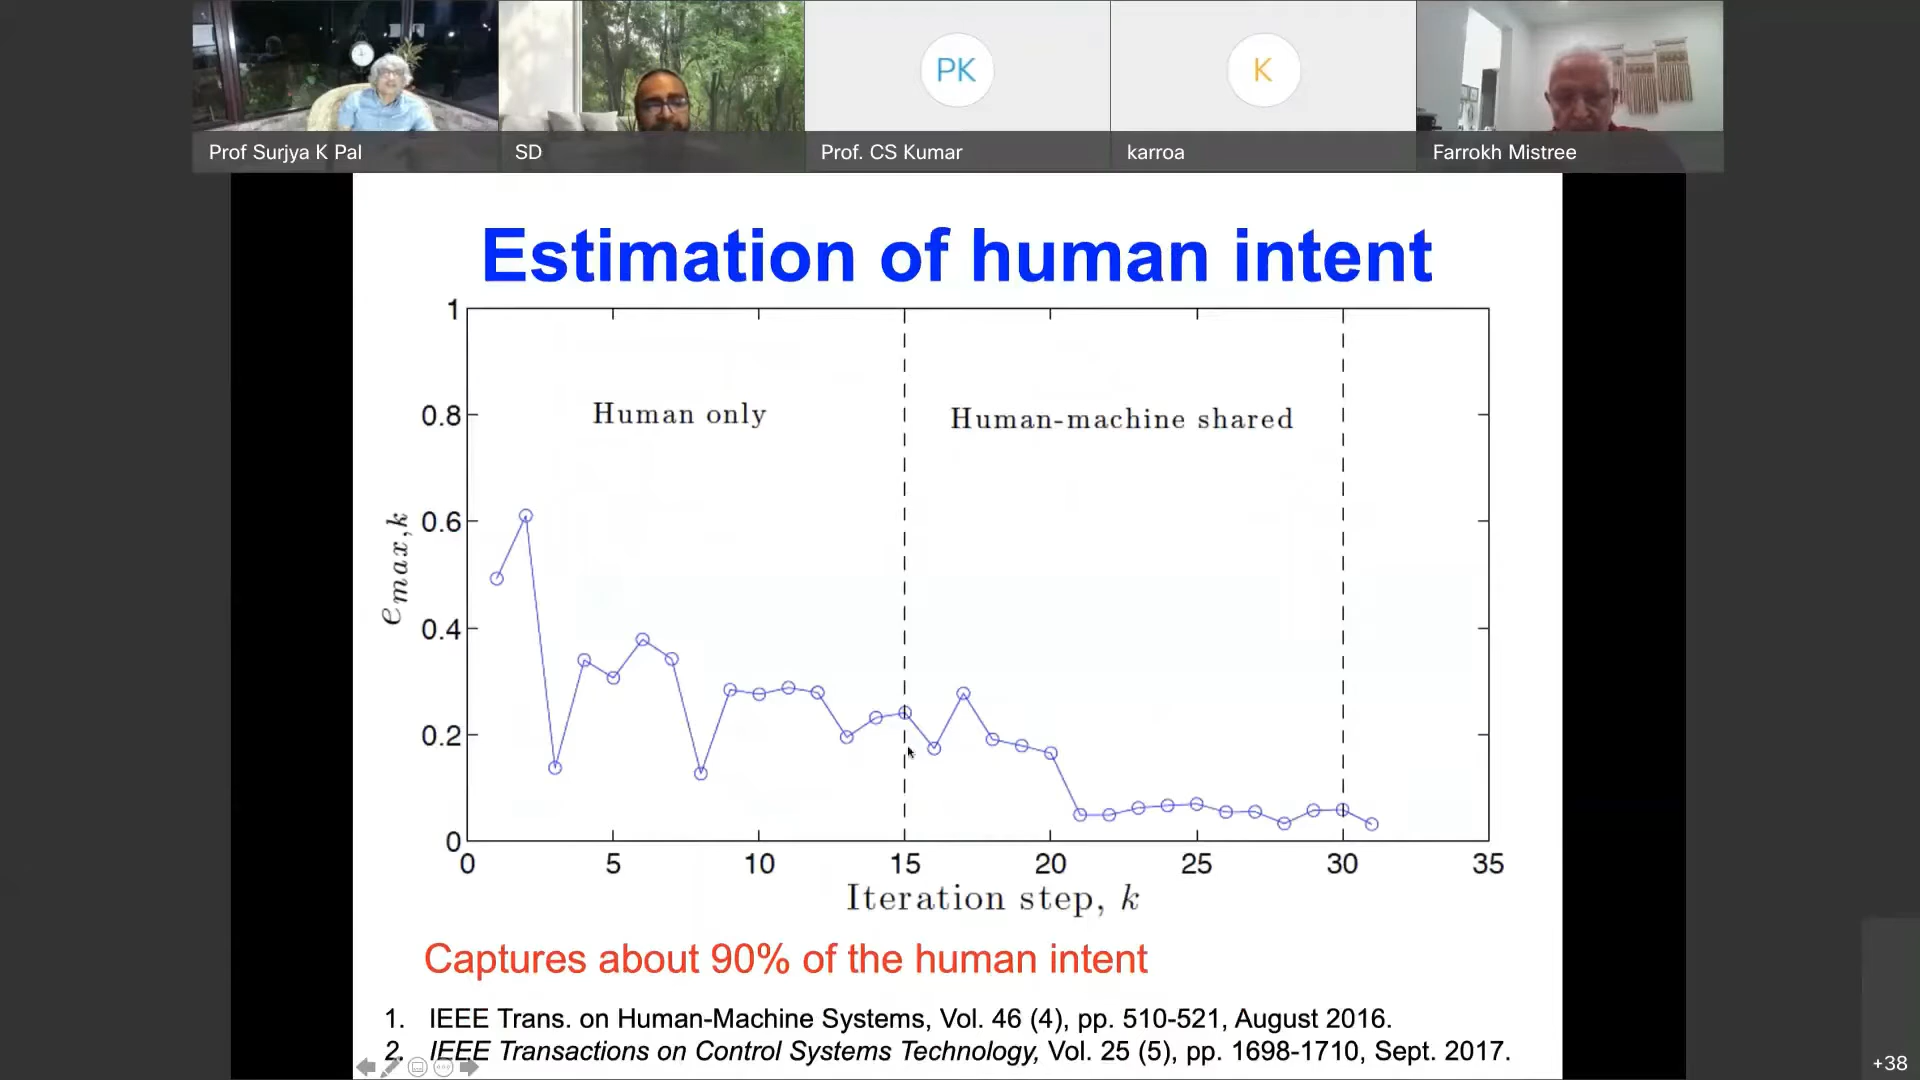 PK
K
Prof Surjya K Pal
SD
Prof. CS Kumar
karroa
Farrokh Mistree
Estimation of human intent
1
0.8
0.6
0.4
0.2
0
e max,k
Human only
Human-machine shared
0 5 10 15 20 25 30 35
Iteration step, k
Captures about 90% of the human intent
1. IEEE Trans. on Human-Machine Systems, Vol. 46 (4), pp. 510-521, August 2016.
2. IEEE Transactions on Control Systems Technology, Vol. 25 (5), pp. 1698-1710, Sept. 2017.
+38